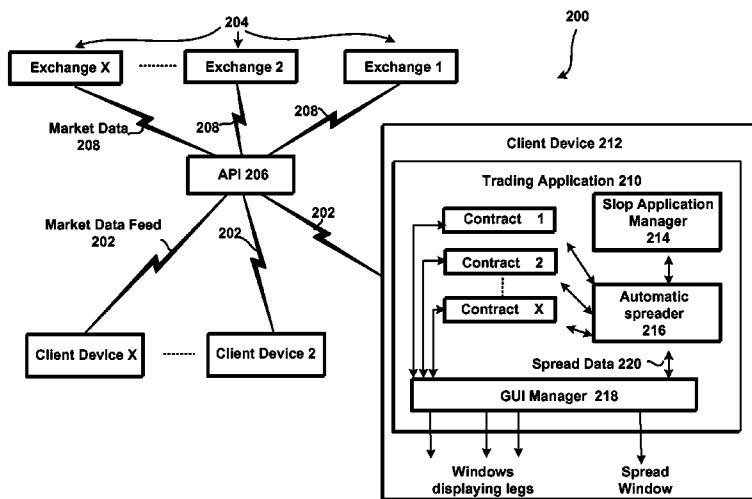 204
200
Exchange X
Exchange 2
Exchange 1
Market Data
208
208
208
API 206
Market Data Feed
202
202
202
Client Device X
Client Device 2
Client Device 212
Trading Application 210
Contract 1
Contract 2
Contract X
Slop Application
Manager
214
Automatic
spreader
216
Spread Data 220
GUI Manager 218
Windows
displaying legs
Spread
Window